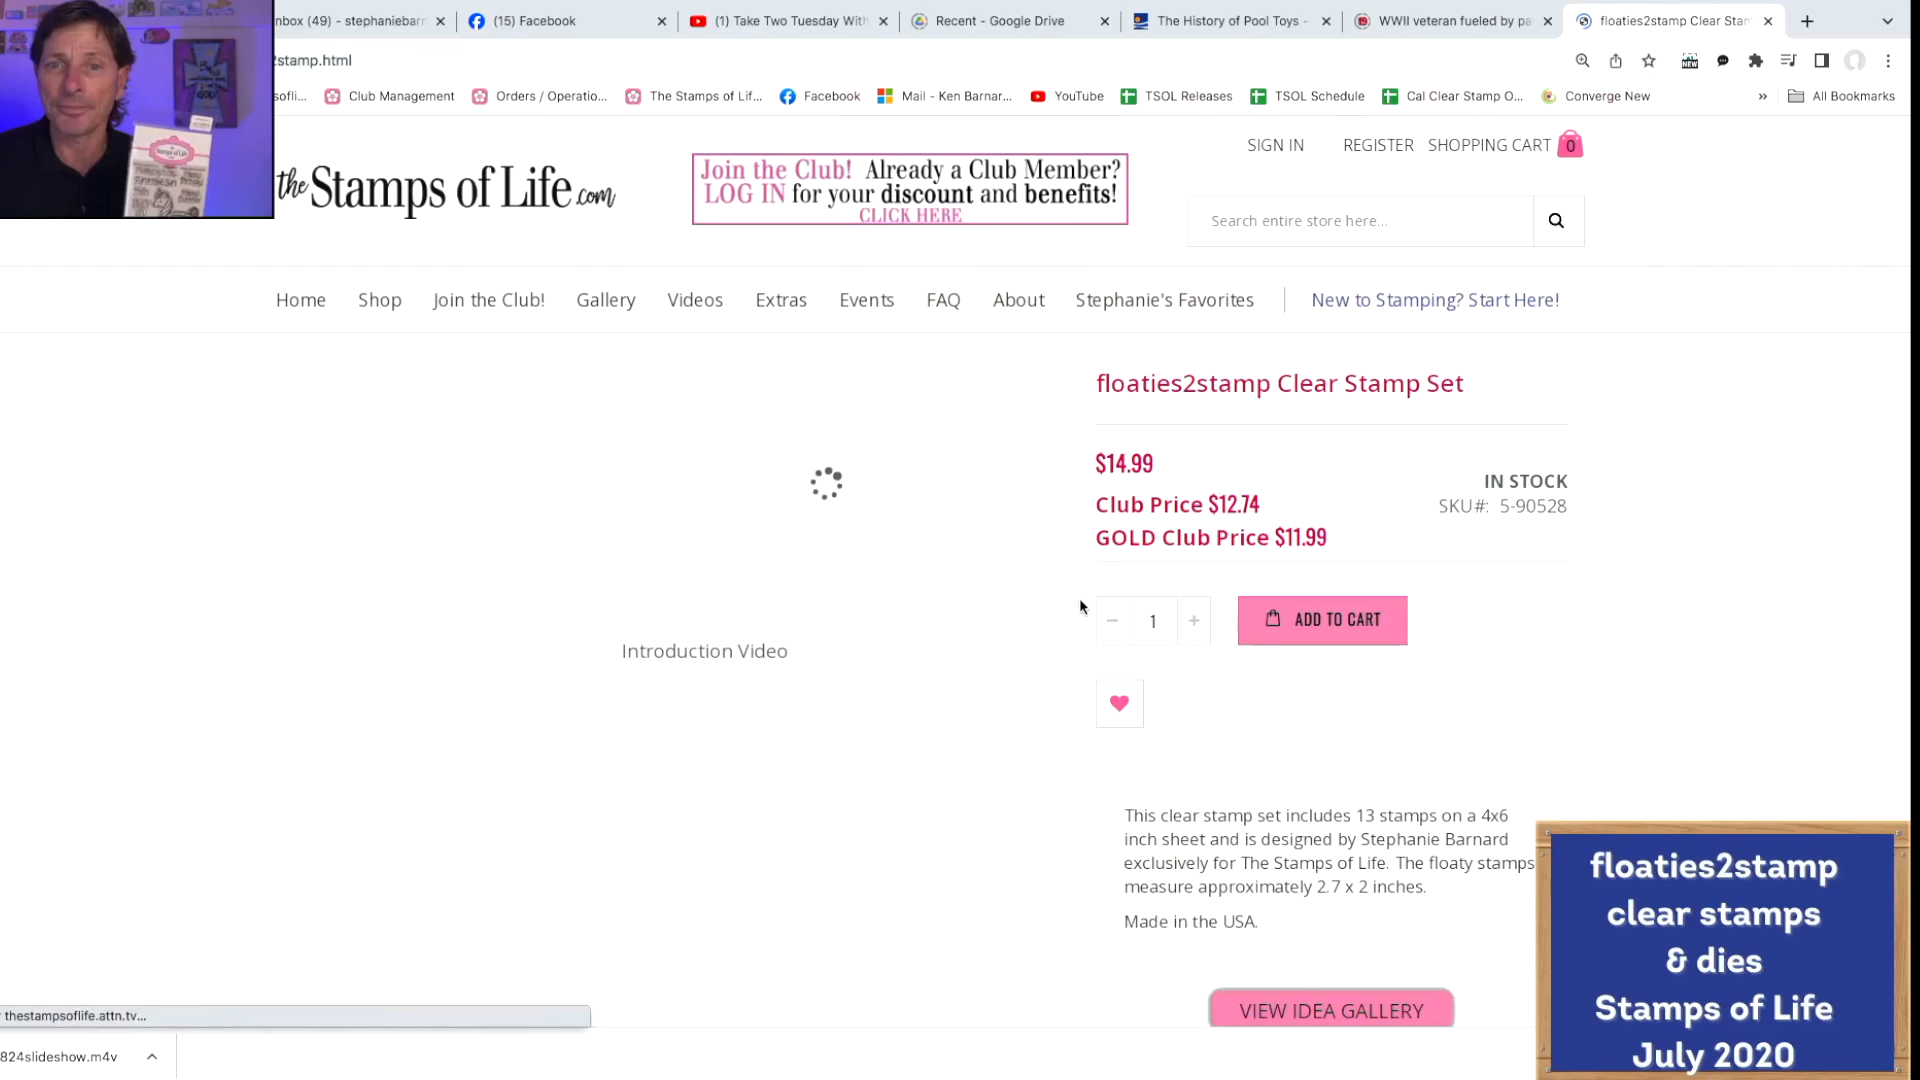 nbox (49) - stephaniebarn
(15) Facebook
(1) Take Two Tuesday With
Recent - Google Drive
The History of Pool Toys -
WWII veteran fueled by pa
floaties2stamp Clear Stam
2stamp.html
sofli...
Club Management
Orders / Operatio...
The Stamps of Lif...
Facebook
Mail - Ken Barnar...
YouTube
TSOL Releases
TSOL Schedule
Cal Clear Stamp O...
Converge New
»
All Bookmarks
the Stamps of Life.com
Join the Club! Already a Club Member?
LOG IN for your discount and benefits!
CLICK HERE
SIGN IN
REGISTER
SHOPPING CART 0
Search entire store here...
Home
Shop
Join the Club!
Gallery
Videos
Extras
Events
FAQ
About
Stephanie's Favorites
New to Stamping? Start Here!
floaties2stamp Clear Stamp Set
$14.99
Club Price $12.74
GOLD Club Price $11.99
IN STOCK
SKU#: 5-90528
− 1 +
ADD TO CART
Introduction Video
This clear stamp set includes 13 stamps on a 4x6
inch sheet and is designed by Stephanie Barnard
exclusively for The Stamps of Life. The floaty stamps
measure approximately 2.7 x 2 inches.
Made in the USA.
VIEW IDEA GALLERY
floaties2stamp
clear stamps
& dies
Stamps of Life
July 2020
thestampsoflife.attn.tv...
824slideshow.m4v